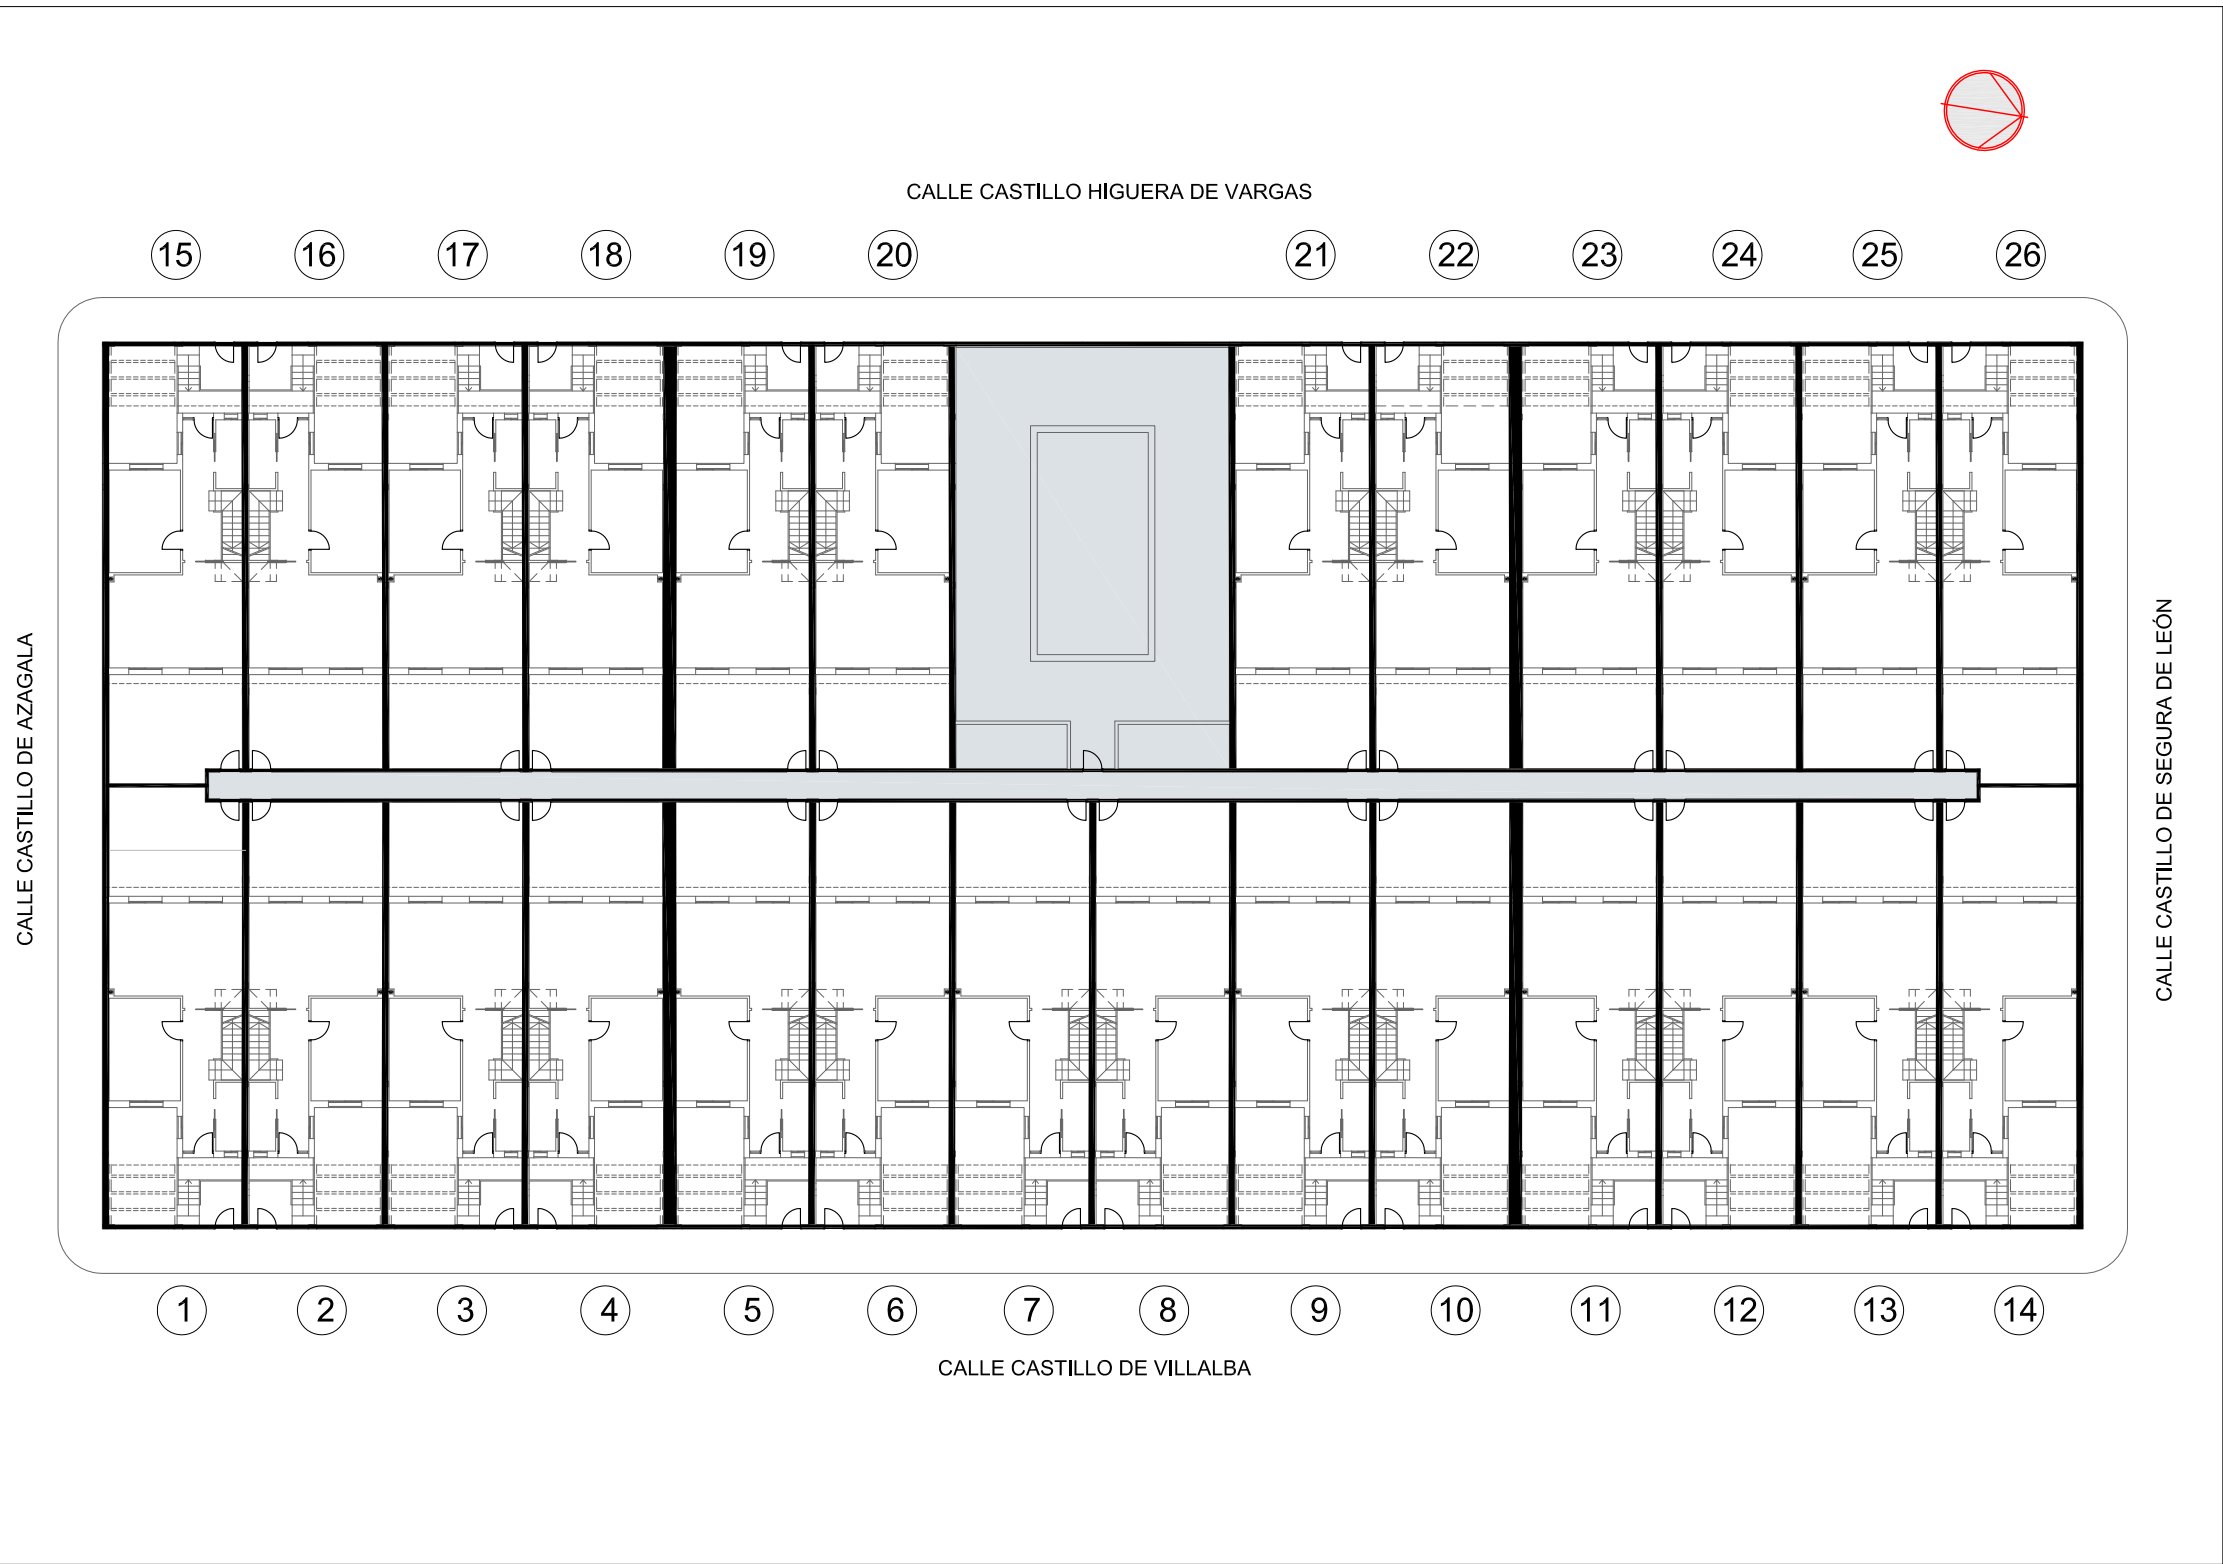 CALLE CASTILLO HIGUERA DE VARGAS
15 16 17 18 19 20 21 22 23 24 25 26
CALLE CASTILLO DE AZAGALA
CALLE CASTILLO DE SEGURA DE LEÓN
1 2 3 4 5 6 7 8 9 10 11 12 13 14
CALLE CASTILLO DE VILLALBA